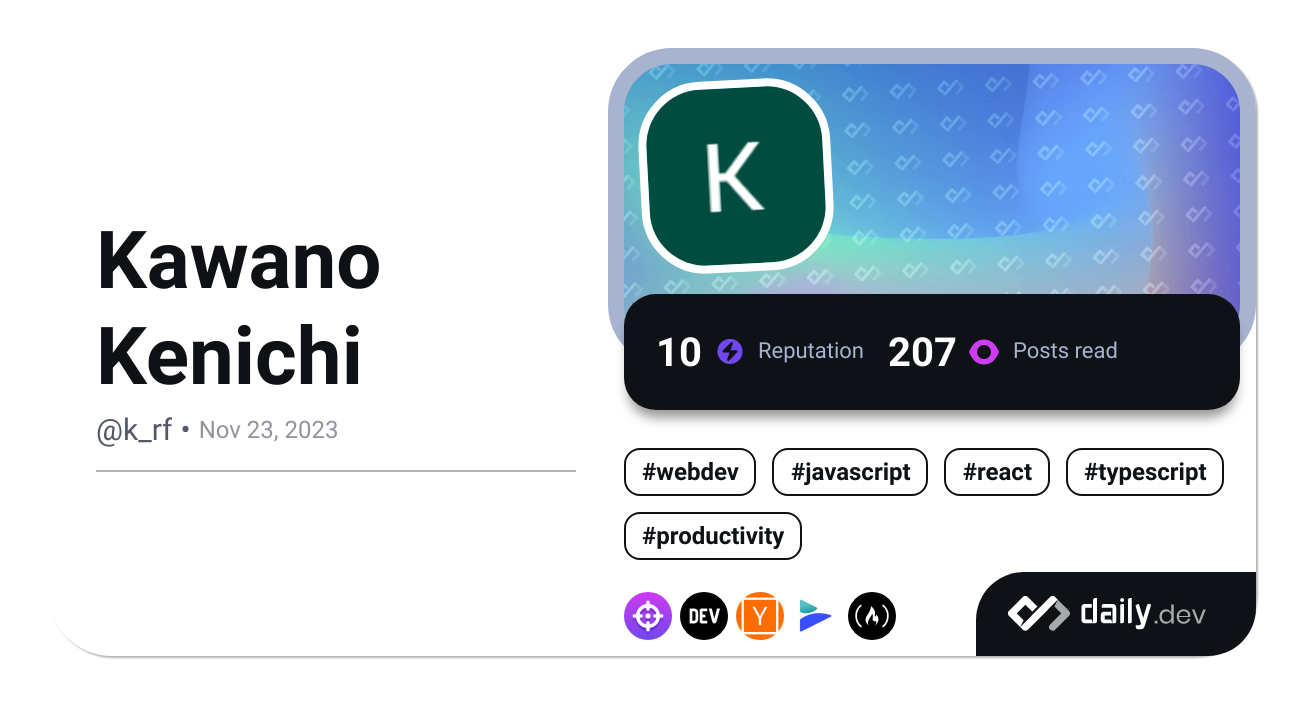 Kawano
Kenichi
@k_rf • Nov 23, 2023
K
10 Reputation 207 Posts read
#webdev #javascript #react #typescript
#productivity
DEV Y
daily.dev